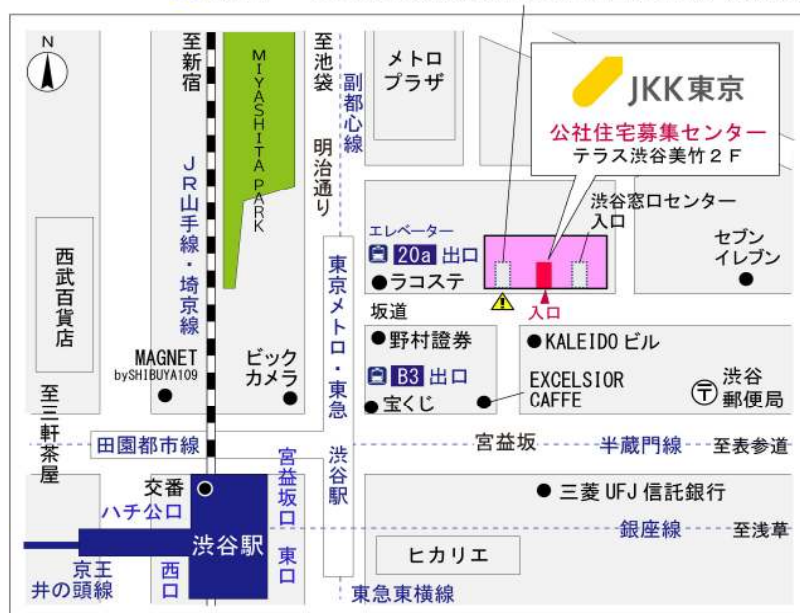 N
至新宿
MIYASHITA PARK
至池袋
明治通り
副都心線
メトロ
プラザ
JKK東京
公社住宅募集センター
テラス渋谷美竹2F
JR山手線・埼京線
西武百貨店
エレベーター
20a 出口
ラコステ
渋谷窓口センター
入口
セブン
イレブン
入口
坂道
東京メトロ・東急 渋谷駅
MAGNET
bySHIBUYA109
ビック
カメラ
野村證券
B3 出口
宝くじ
KALEIDO ビル
EXCELSIOR
CAFFE
渋谷
郵便局
至三軒茶屋
田園都市線
宮益坂
半蔵門線
至表参道
交番
ハチ公口
宮益坂口
三菱 UFJ 信託銀行
渋谷駅
銀座線
至浅草
京王
井の頭線
西口
東口
ヒカリエ
東急東横線